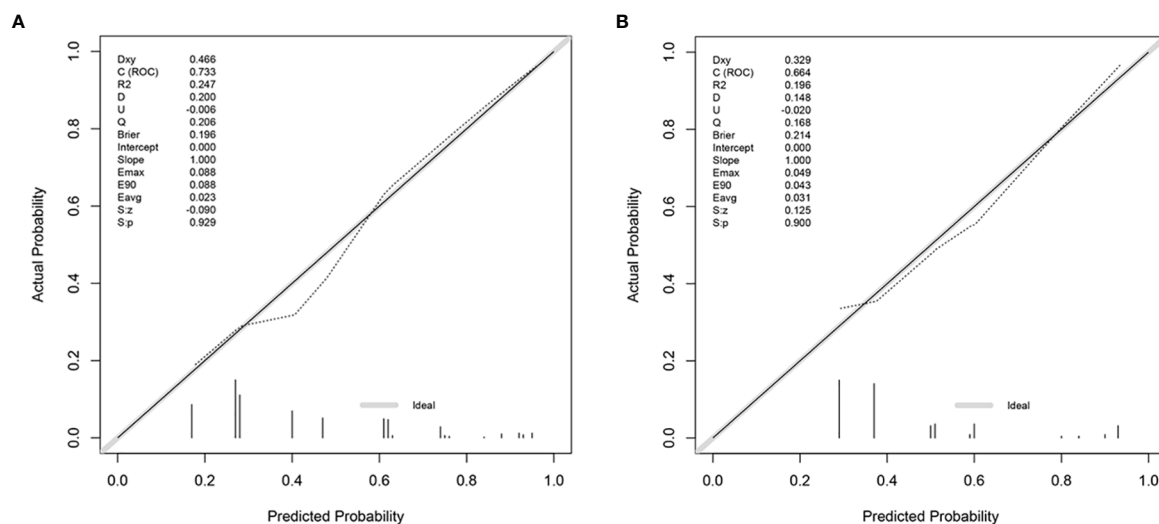 A
Dxy 0.466
C (ROC) 0.733
R2 0.247
D 0.200
U -0.006
Q 0.206
Brier 0.196
Intercept 0.000
Slope 1.000
Emax 0.088
E90 0.088
Eavg 0.023
S:z -0.090
S:p 0.929
1.0
0.8
0.6
0.4
0.2
0.0
Actual Probability
Ideal
0.0 0.2 0.4 0.6 0.8 1.0
Predicted Probability
B
Dxy 0.329
C (ROC) 0.664
R2 0.196
D 0.148
U -0.020
Q 0.168
Brier 0.214
Intercept 0.000
Slope 1.000
Emax 0.049
E90 0.043
Eavg 0.031
S:z 0.125
S:p 0.900
1.0
0.8
0.6
0.4
0.2
0.0
Actual Probability
Ideal
0.0 0.2 0.4 0.6 0.8 1.0
Predicted Probability